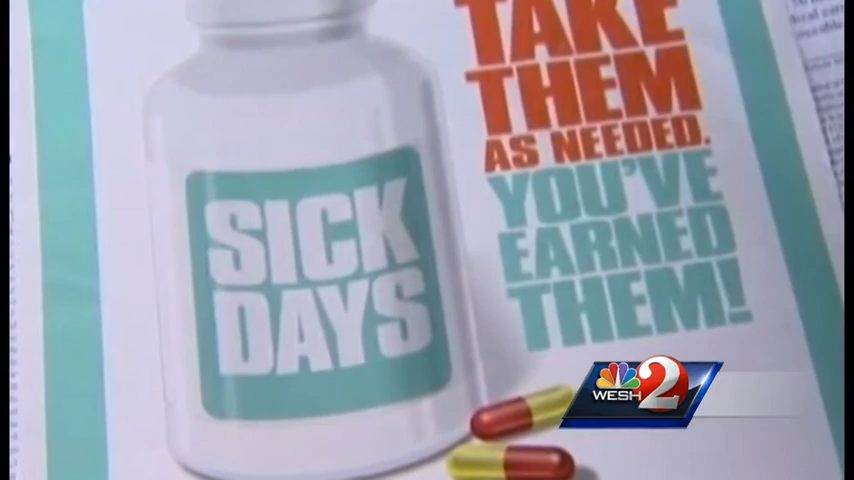 TAKE
THEM
AS NEEDED.
YOU'VE
EARNED
THEM!
SICK
DAYS
WESH 2